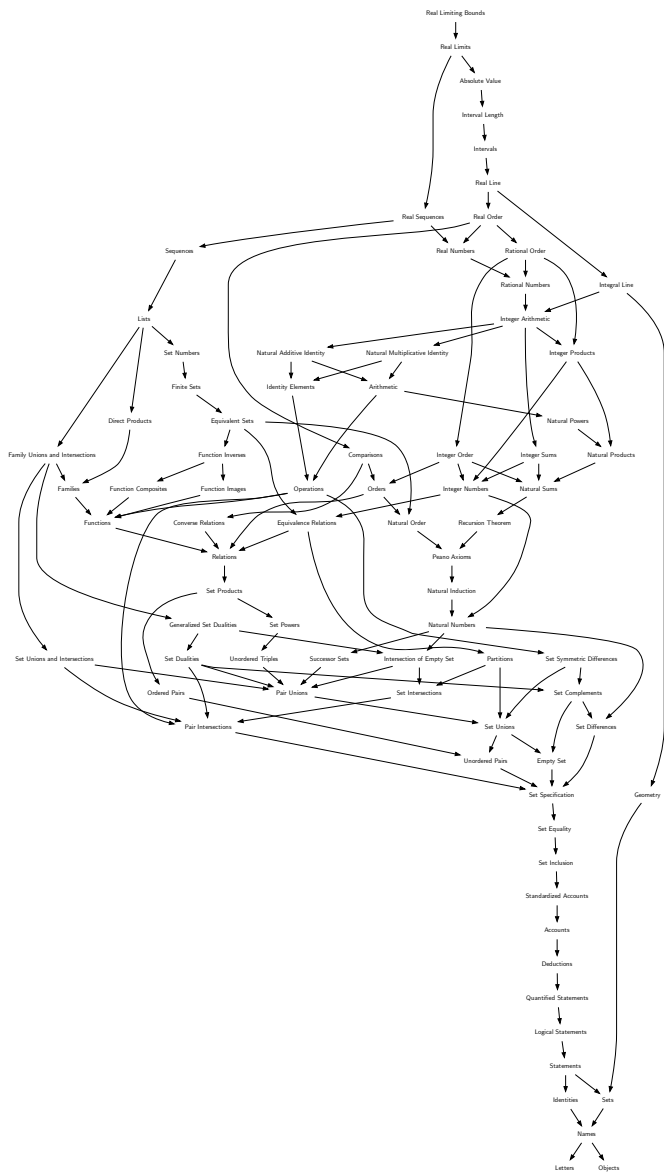 Real Limiting Bounds
Real Limits
Absolute Value
Interval Length
Intervals
Real Line
Real Sequences
Real Order
Sequences
Real Numbers
Rational Order
Rational Numbers
Integral Line
Lists
Integer Arithmetic
Set Numbers
Natural Additive Identity
Natural Multiplicative Identity
Integer Products
Finite Sets
Identity Elements
Arithmetic
Direct Products
Equivalent Sets
Natural Powers
Family Unions and Intersections
Function Inverses
Comparisons
Integer Order
Integer Sums
Natural Products
Families
Function Composites
Function Images
Operations
Orders
Integer Numbers
Natural Sums
Functions
Converse Relations
Equivalence Relations
Natural Order
Recursion Theorem
Relations
Peano Axioms
Set Products
Natural Induction
Generalized Set Dualities
Set Powers
Natural Numbers
Set Unions and Intersections
Set Dualities
Unordered Triples
Successor Sets
Intersection of Empty Set
Partitions
Set Symmetric Differences
Ordered Pairs
Pair Unions
Set Intersections
Set Complements
Pair Intersections
Set Unions
Set Differences
Unordered Pairs
Empty Set
Set Specification
Geometry
Set Equality
Set Inclusion
Standardized Accounts
Accounts
Deductions
Quantified Statements
Logical Statements
Statements
Identities
Sets
Names
Letters
Objects